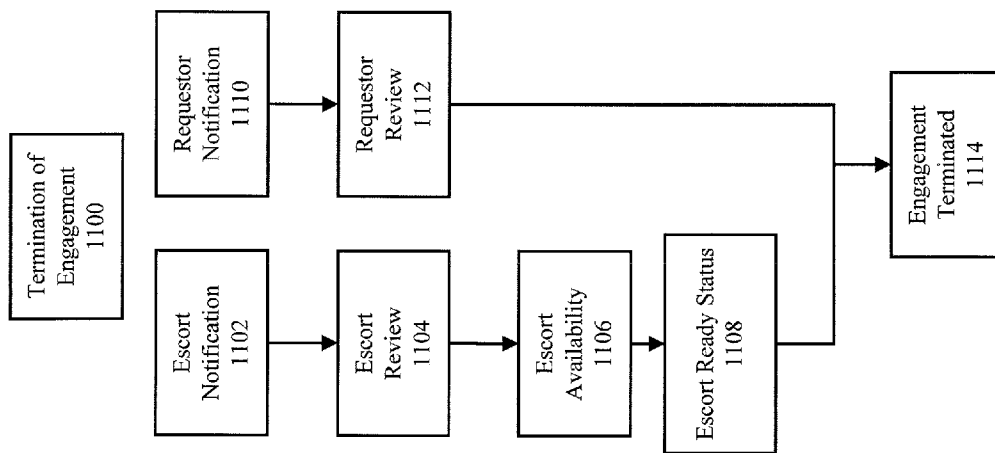 Termination of
Engagement
1100
Escort
Notification
1102
Escort
Review
1104
Escort
Availability
1106
Escort Ready Status
1108
Requestor
Notification
1110
Requestor
Review
1112
Engagement
Terminated
1114